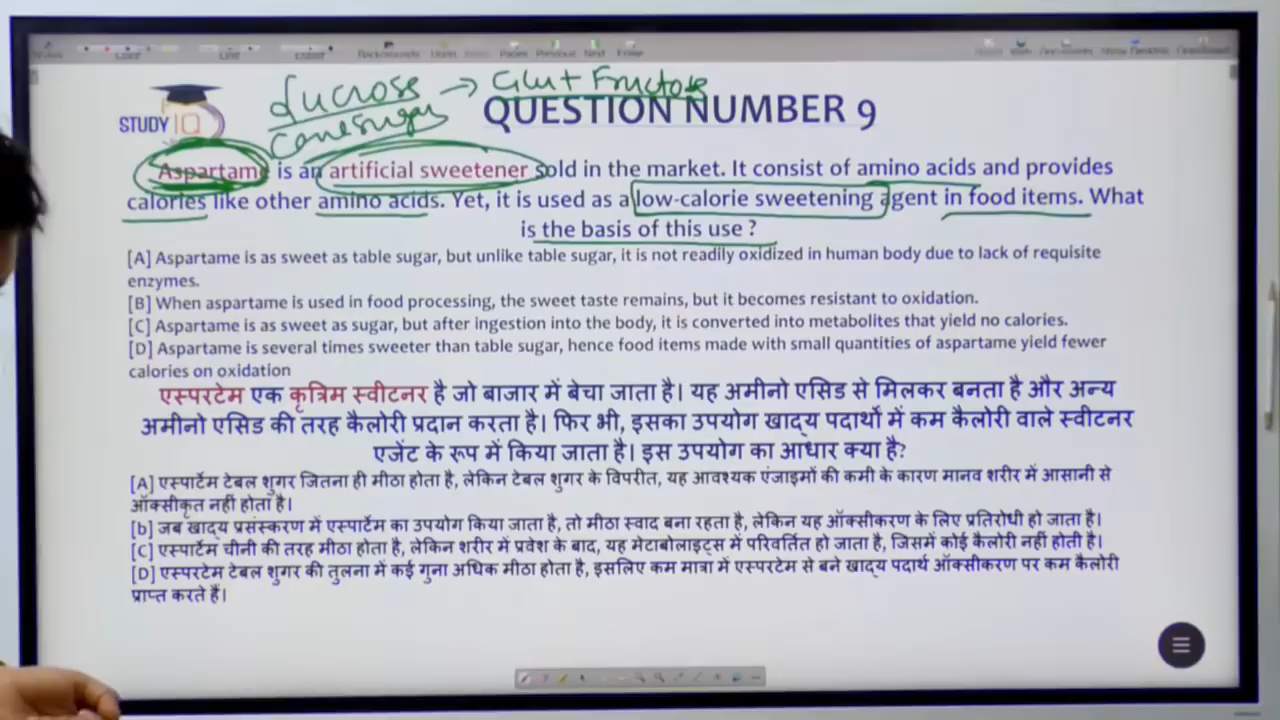 Sucrose → Glu + Fructose
canesugar
STUDY IQ
QUESTION NUMBER 9
Aspartame is an artificial sweetener sold in the market. It consist of amino acids and provides
calories like other amino acids. Yet, it is used as a low-calorie sweetening agent in food items. What
is the basis of this use ?
[A] Aspartame is as sweet as table sugar, but unlike table sugar, it is not readily oxidized in human body due to lack of requisite
enzymes.
[B] When aspartame is used in food processing, the sweet taste remains, but it becomes resistant to oxidation.
[C] Aspartame is as sweet as sugar, but after ingestion into the body, it is converted into metabolites that yield no calories.
[D] Aspartame is several times sweeter than table sugar, hence food items made with small quantities of aspartame yield fewer
calories on oxidation
एस्परटेम एक कृत्रिम स्वीटनर है जो बाजार में बेचा जाता है। यह अमीनो एसिड से मिलकर बनता है और अन्य
अमीनो एसिड की तरह कैलोरी प्रदान करता है। फिर भी, इसका उपयोग खाद्य पदार्थों में कम कैलोरी वाले स्वीटनर
एजेंट के रूप में किया जाता है। इस उपयोग का आधार क्या है?
[A] एस्पार्टेम टेबल शुगर जितना ही मीठा होता है, लेकिन टेबल शुगर के विपरीत, यह आवश्यक एंजाइमों की कमी के कारण मानव शरीर में आसानी से
ऑक्सीकृत नहीं होता है।
[b] जब खाद्य प्रसंस्करण में एस्पार्टेम का उपयोग किया जाता है, तो मीठा स्वाद बना रहता है, लेकिन यह ऑक्सीकरण के लिए प्रतिरोधी हो जाता है।
[C] एस्पार्टेम चीनी की तरह मीठा होता है, लेकिन शरीर में प्रवेश के बाद, यह मेटाबोलाइट्स में परिवर्तित हो जाता है, जिसमें कोई कैलोरी नहीं होती है।
[D] एस्परटेम टेबल शुगर की तुलना में कई गुना अधिक मीठा होता है, इसलिए कम मात्रा में एस्परटेम से बने खाद्य पदार्थ ऑक्सीकरण पर कम कैलोरी
प्राप्त करते हैं।